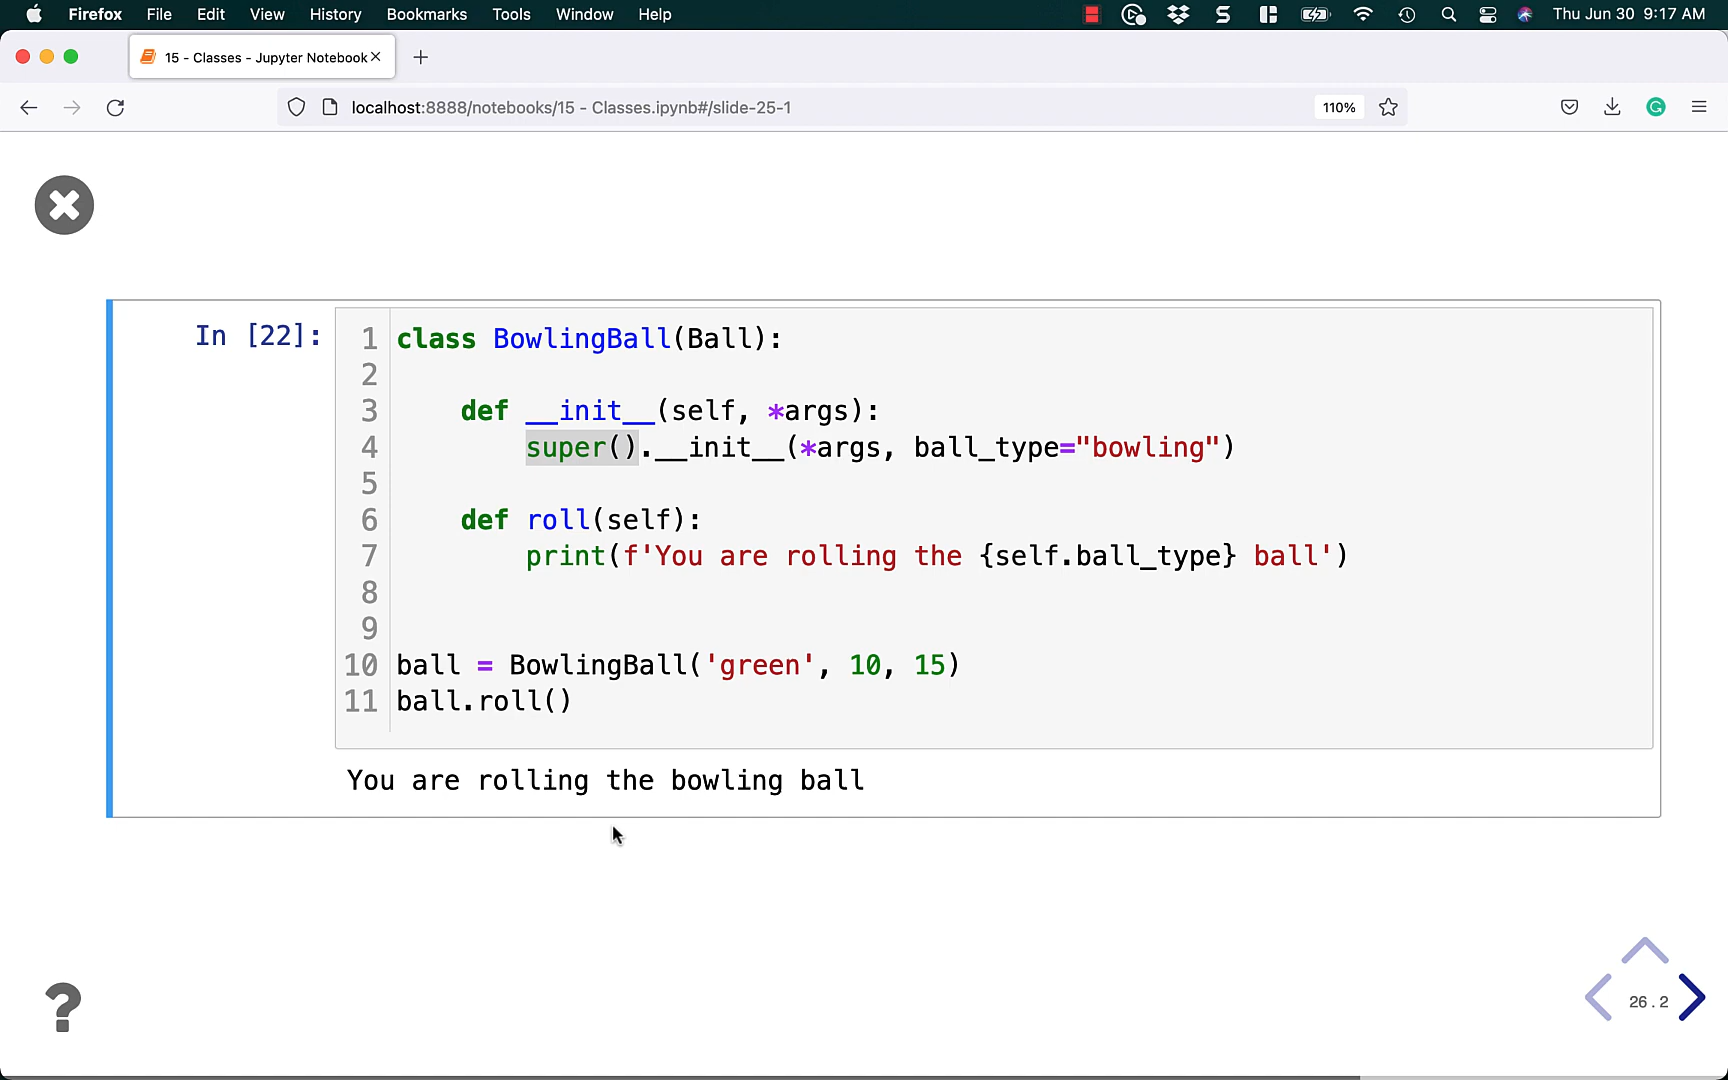 Firefox File Edit View History Bookmarks Tools Window Help Thu Jun 30 9:17 AM
15 - Classes - Jupyter Notebook
localhost:8888/notebooks/15 - Classes.ipynb#/slide-25-1 110%
In [22]:
1 class BowlingBall(Ball):
2
3     def __init__(self, *args):
4         super().__init__(*args, ball_type="bowling")
5
6     def roll(self):
7         print(f'You are rolling the {self.ball_type} ball')
8
9
10 ball = BowlingBall('green', 10, 15)
11 ball.roll()
You are rolling the bowling ball
?
26.2